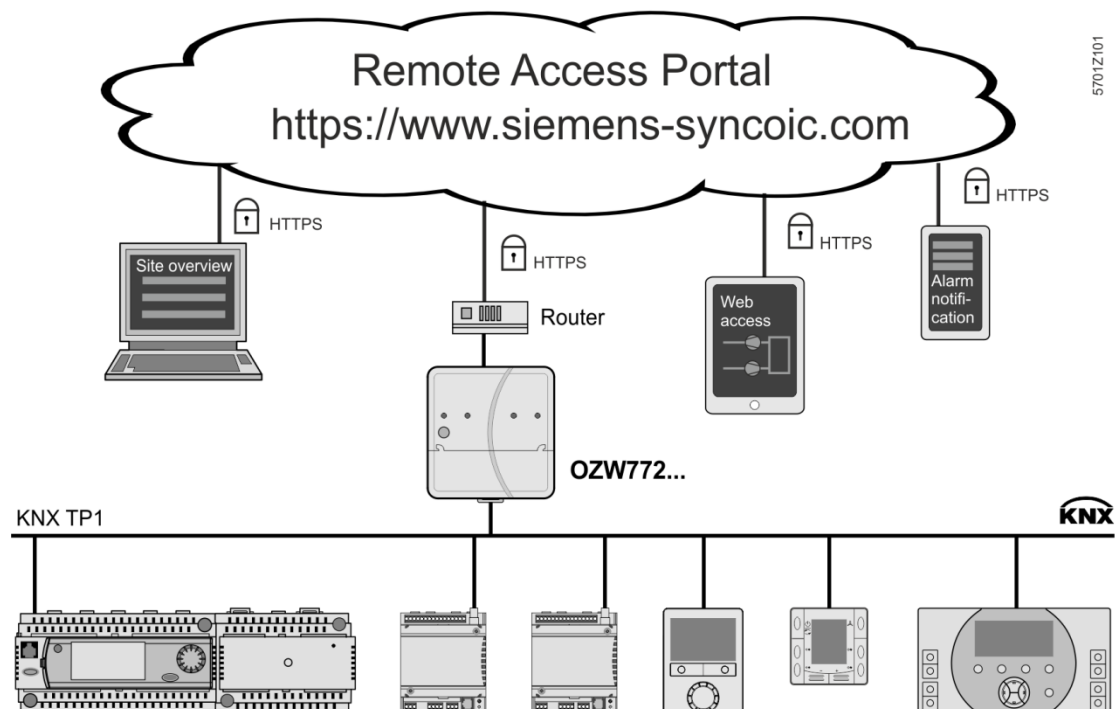 Remote Access Portal
https://www.siemens-syncoic.com
5701Z101
HTTPS
HTTPS
HTTPS
HTTPS
Site overview
Router
Web
access
Alarm
notifi-
cation
OZW772...
KNX TP1
KNX